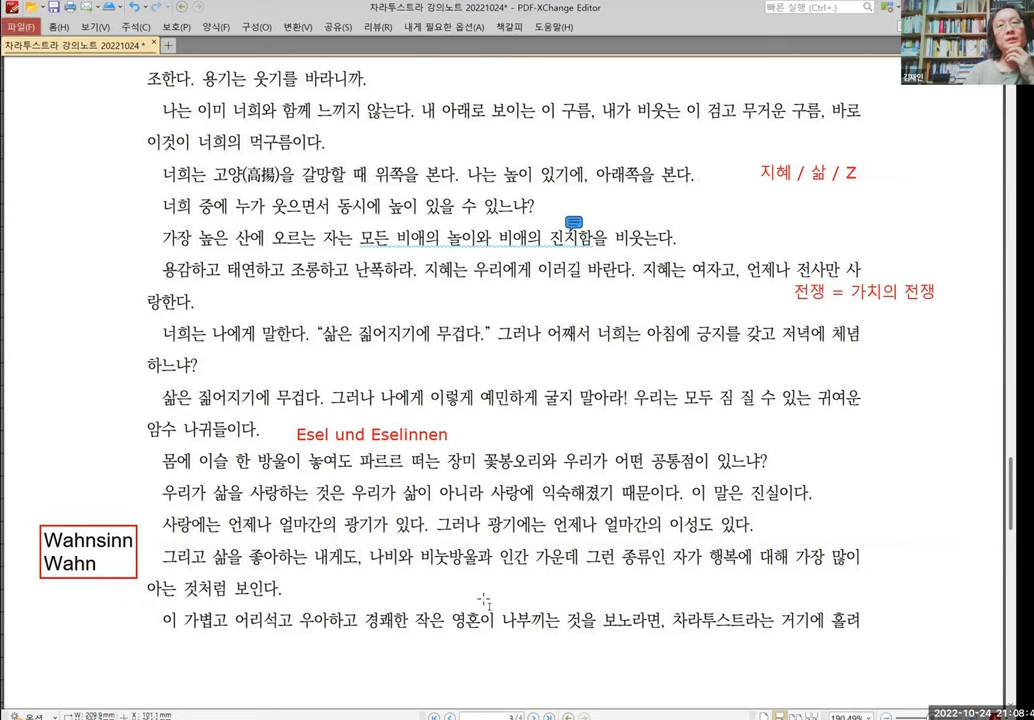 차라투스트라 강의노트 20221024* - PDF-XChange Editor
빠른 실행 (Ctrl+.)
파일(F) 홈(H) 보기(V) 주석(C) 보호(P) 양식(F) 구성(O) 변환(V) 공유(S) 리뷰(R) 내게 필요한 옵션(A) 책갈피 도움말(H)
차라투스트라 강의노트 20221024 *
김재인
조한다. 용기는 웃기를 바라니까.
나는 이미 너희와 함께 느끼지 않는다. 내 아래로 보이는 이 구름, 내가 비웃는 이 검고 무거운 구름, 바로
이것이 너희의 먹구름이다.
너희는 고양(高揚)을 갈망할 때 위쪽을 본다. 나는 높이 있기에, 아래쪽을 본다.
지혜 / 삶 / Z
너희 중에 누가 웃으면서 동시에 높이 있을 수 있느냐?
가장 높은 산에 오르는 자는 모든 비애의 놀이와 비애의 진지함을 비웃는다.
용감하고 태연하고 조롱하고 난폭하라. 지혜는 우리에게 이러길 바란다. 지혜는 여자고, 언제나 전사만 사
랑한다.
전쟁 = 가치의 전쟁
너희는 나에게 말한다. “삶은 짊어지기에 무겁다.” 그러나 어째서 너희는 아침에 긍지를 갖고 저녁에 체념
하느냐?
삶은 짊어지기에 무겁다. 그러나 나에게 이렇게 예민하게 굴지 말아라! 우리는 모두 짐 질 수 있는 귀여운
암수 나귀들이다.
Esel und Eselinnen
몸에 이슬 한 방울이 놓여도 파르르 떠는 장미 꽃봉오리와 우리가 어떤 공통점이 있느냐?
우리가 삶을 사랑하는 것은 우리가 삶이 아니라 사랑에 익숙해졌기 때문이다. 이 말은 진실이다.
사랑에는 언제나 얼마간의 광기가 있다. 그러나 광기에는 언제나 얼마간의 이성도 있다.
Wahnsinn
Wahn
그리고 삶을 좋아하는 내게도, 나비와 비눗방울과 인간 가운데 그런 종류인 자가 행복에 대해 가장 많이
아는 것처럼 보인다.
이 가볍고 어리석고 우아하고 경쾌한 작은 영혼이 나부끼는 것을 보노라면, 차라투스트라는 거기에 홀려
옵션 W: 209.9 mm X: 101.1 mm 3/4 190.49%
2022-10-24 21:08:4